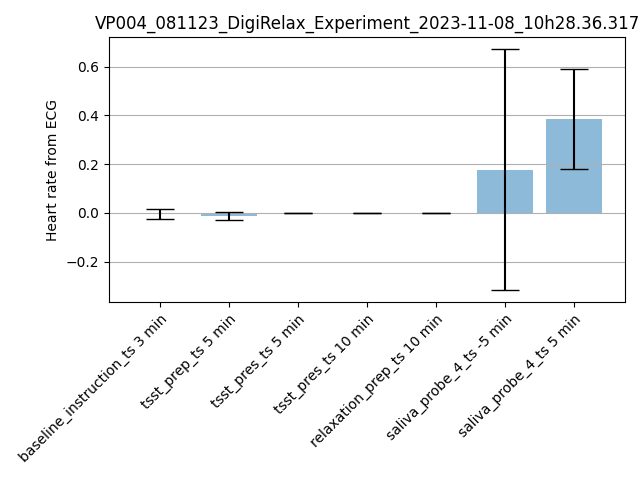 VP004_081123_DigiRelax_Experiment_2023-11-08_10h28.36.317
Heart rate from ECG
0.6
0.4
0.2
0.0
−0.2
baseline_instruction_ts 3 min
tsst_prep_ts 5 min
tsst_pres_ts 5 min
tsst_pres_ts 10 min
relaxation_prep_ts 10 min
saliva_probe_4_ts -5 min
saliva_probe_4_ts 5 min